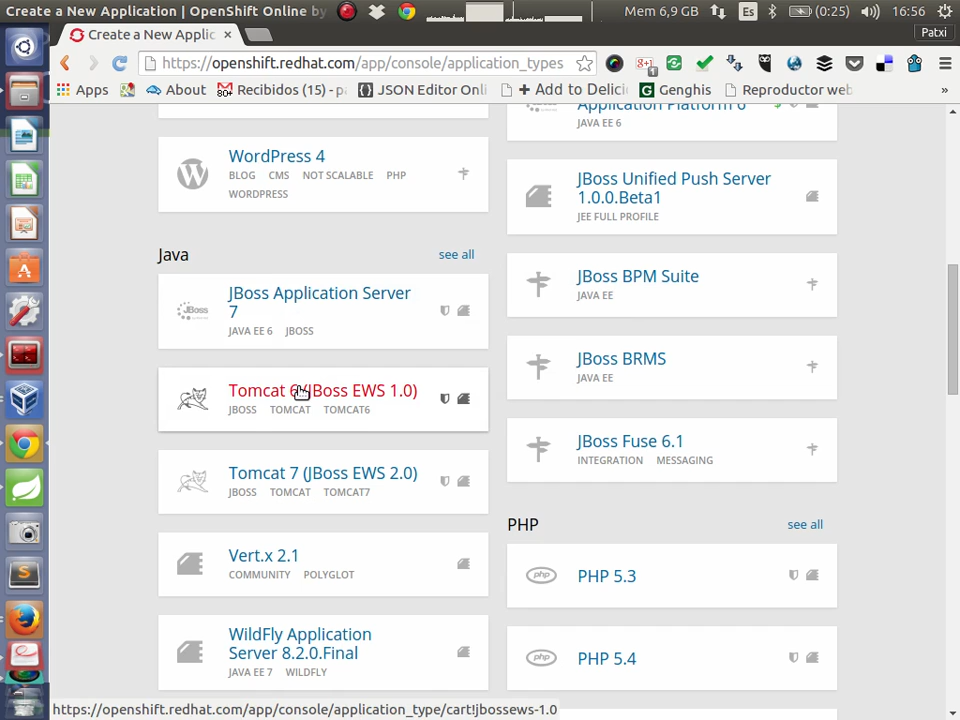 Create a New Application | OpenShift Online by
Mem 6,9 GB
Es
(0:25)
16:56
Create a New Applic
Patxi
https://openshift.redhat.com/app/console/application_types
1
Apps
About
80+
Recibidos (15) - p
JSON Editor Onli
Add to Delici
Genghis
Reproductor web
»
Application Platform 6
JAVA EE 6
WordPress 4
BLOG CMS NOT SCALABLE PHP
WORDPRESS
JBoss Unified Push Server
1.0.0.Beta1
JEE FULL PROFILE
Java
see all
JBoss Application Server
7
JAVA EE 6 JBOSS
JBoss BPM Suite
JAVA EE
Tomcat 6 (JBoss EWS 1.0)
JBOSS TOMCAT TOMCAT6
JBoss BRMS
JAVA EE
Tomcat 7 (JBoss EWS 2.0)
JBOSS TOMCAT TOMCAT7
JBoss Fuse 6.1
INTEGRATION MESSAGING
Vert.x 2.1
COMMUNITY POLYGLOT
PHP
see all
php
PHP 5.3
WildFly Application
Server 8.2.0.Final
JAVA EE 7 WILDFLY
php
PHP 5.4
https://openshift.redhat.com/app/console/application_type/cart!jbossews-1.0